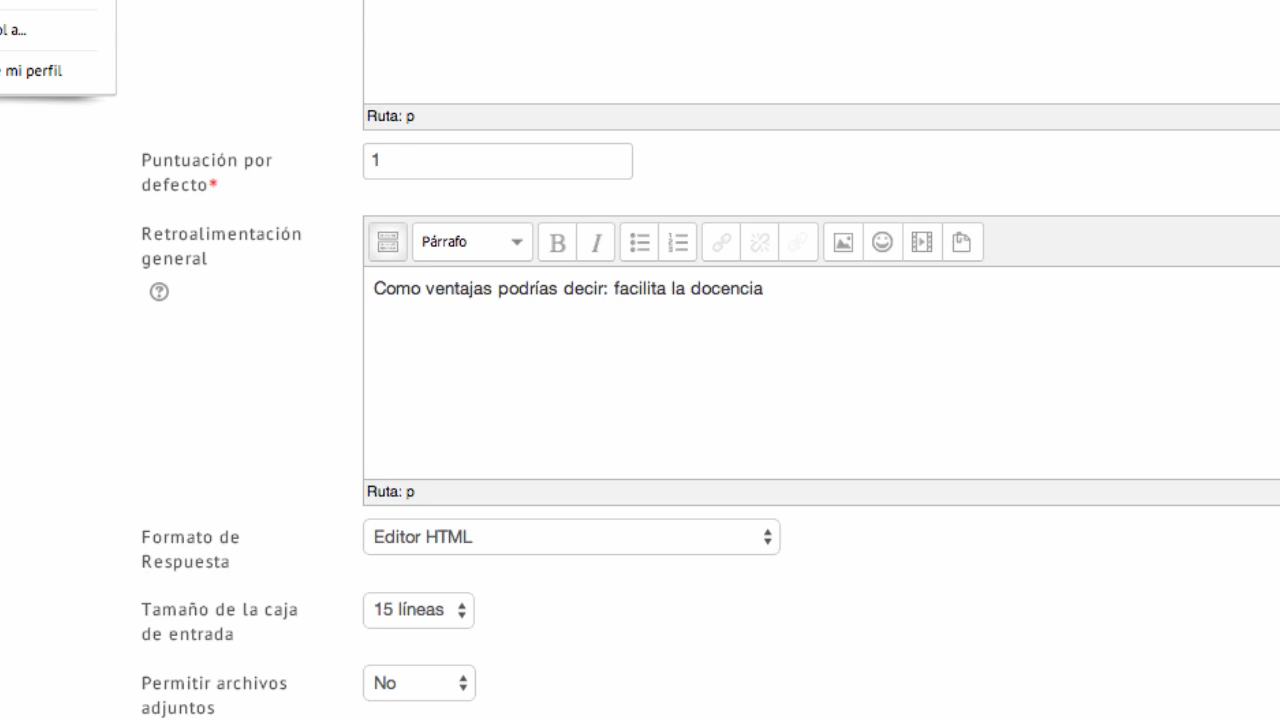 a...
mi perfil
Ruta: p
Puntuación por
defecto*
1
Retroalimentación
general
Párrafo
B I
Como ventajas podrías decir: facilita la docencia
Ruta: p
Formato de
Respuesta
Editor HTML
Tamaño de la caja
de entrada
15 líneas
Permitir archivos
adjuntos
No